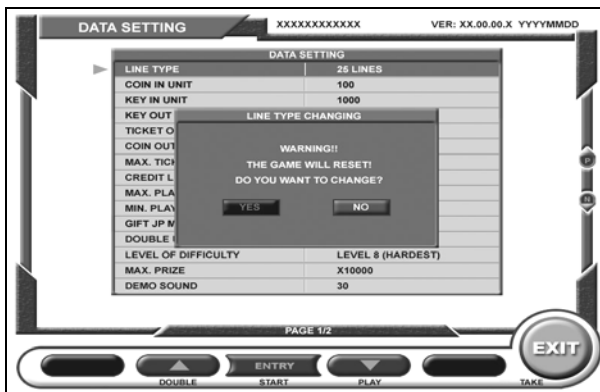 DATA SETTING XXXXXXXXXXXX VER: XX.00.00.X YYYYMMDD
DATA SETTING
LINE TYPE 25 LINES
COIN IN UNIT 100
KEY IN UNIT 1000
KEY OUT
LINE TYPE CHANGING
TICKET O
COIN OUT
WARNING!!
MAX. TICK
THE GAME WILL RESET!
CREDIT L
DO YOU WANT TO CHANGE?
MAX. PLA
MIN. PLAY
YES NO
GIFT JP M
DOUBLE
LEVEL OF DIFFICULTY LEVEL 8 (HARDEST)
MAX. PRIZE X10000
DEMO SOUND 30
P
N
PAGE 1/2
EXIT
ENTRY
DOUBLE START PLAY TAKE